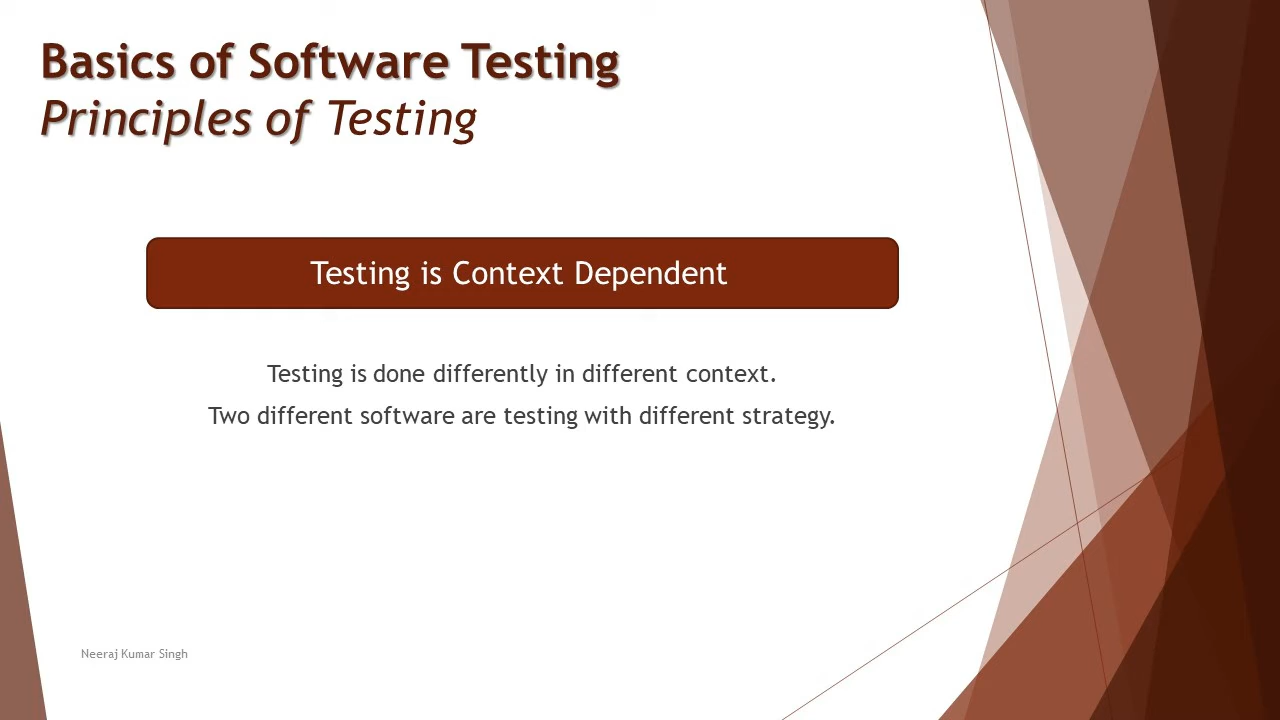 Basics of Software Testing
Principles of Testing
Testing is Context Dependent
Testing is done differently in different context.
Two different software are testing with different strategy.
Neeraj Kumar Singh